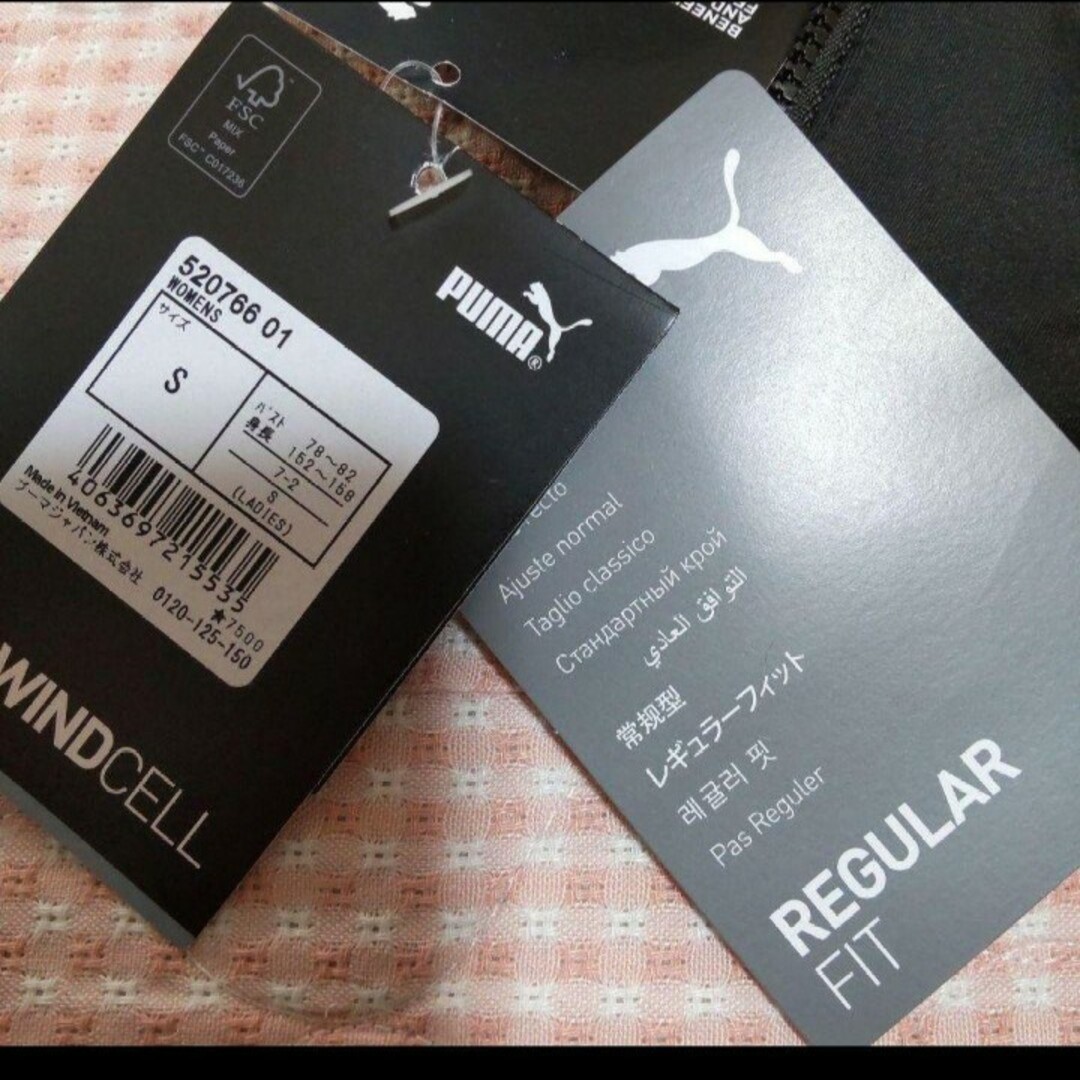 BENEF
AND
FSC
MIX
Paper
FSC™ C017236
520766 01
WOMENS
サイズ
S
バスト 78～82
身長 152～158
7-2
S
(LADIES)
4063697215535
Made in Vietnam
プーマジャパン株式会社
★7500
0120-125-150
PUMA®
WINDCELL
Ajuste normal
Taglio classico
Стандартный крой
التوافق العادي
常规型
レギュラーフィット
레귤러 핏
Pas Reguler
REGULAR
FIT